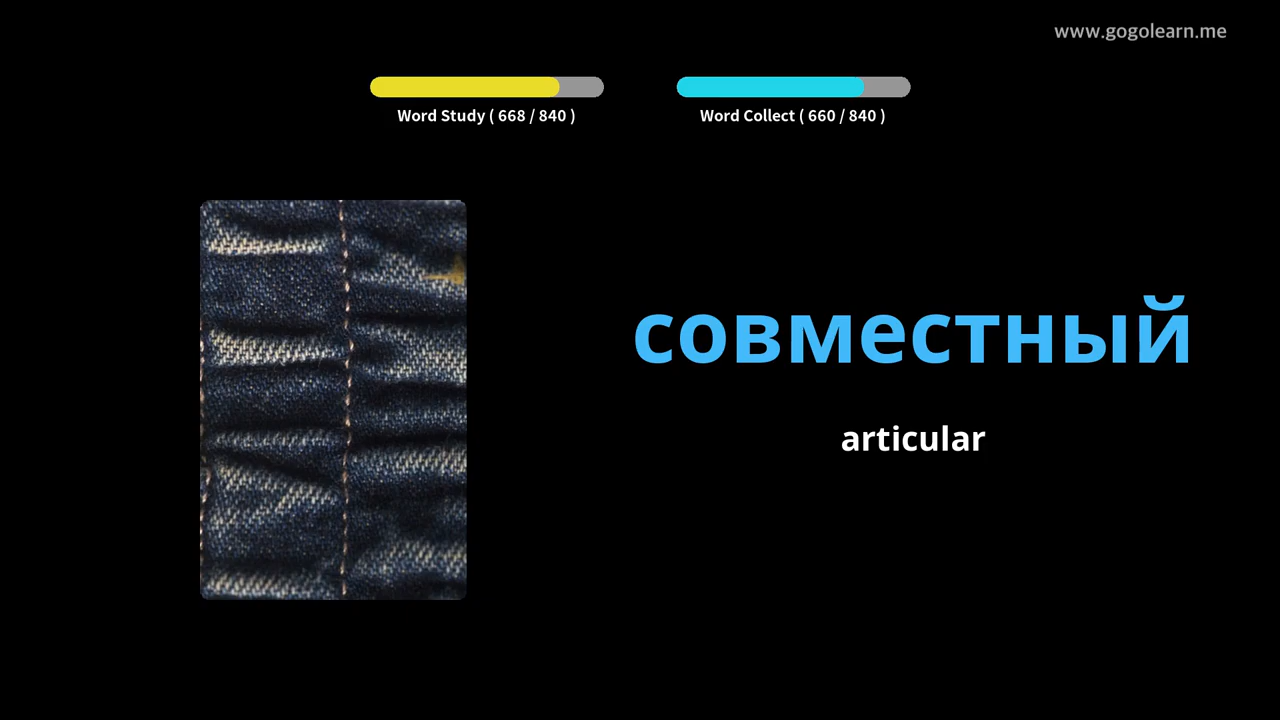 www.gogolearn.me
Word Study ( 668 / 840 )
Word Collect ( 660 / 840 )
совместный
articular